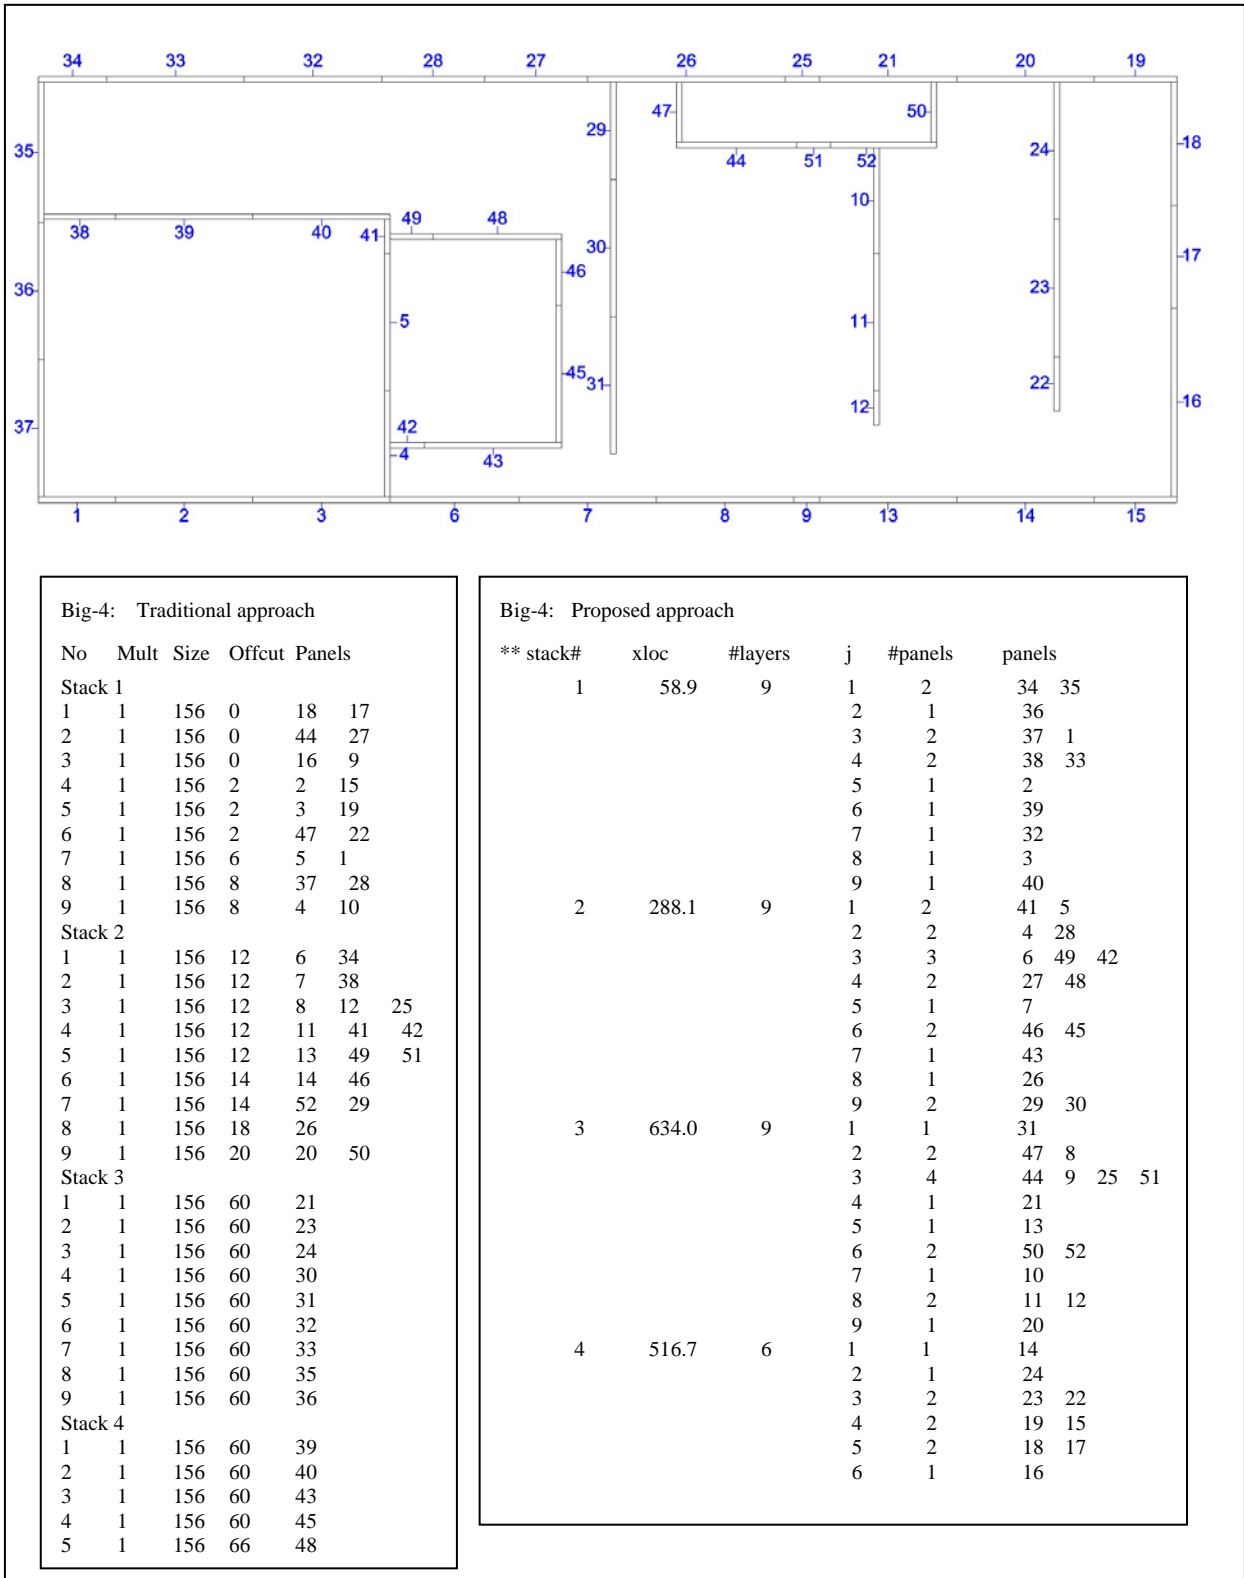 34 33 32 28 27 26 25 21 20 19
47 50
29
35 18
44 51 52 24
10
38 39 40 41 49 48
30 17
46
36 23
5 11
45 31 22
12 16
42
37 4 43
1 2 3 6 7 8 9 13 14 15
Big-4: Traditional approach
No Mult Size Offcut Panels
Stack 1
1 1 156 0 18 17
2 1 156 0 44 27
3 1 156 0 16 9
4 1 156 2 2 15
5 1 156 2 3 19
6 1 156 2 47 22
7 1 156 6 5 1
8 1 156 8 37 28
9 1 156 8 4 10
Stack 2
1 1 156 12 6 34
2 1 156 12 7 38
3 1 156 12 8 12 25
4 1 156 12 11 41 42
5 1 156 12 13 49 51
6 1 156 14 14 46
7 1 156 14 52 29
8 1 156 18 26
9 1 156 20 20 50
Stack 3
1 1 156 60 21
2 1 156 60 23
3 1 156 60 24
4 1 156 60 30
5 1 156 60 31
6 1 156 60 32
7 1 156 60 33
8 1 156 60 35
9 1 156 60 36
Stack 4
1 1 156 60 39
2 1 156 60 40
3 1 156 60 43
4 1 156 60 45
5 1 156 66 48
Big-4: Proposed approach
** stack# xloc #layers j #panels panels
1 58.9 9 1 2 34 35
2 1 36
3 2 37 1
4 2 38 33
5 1 2
6 1 39
7 1 32
8 1 3
9 1 40
2 288.1 9 1 2 41 5
2 2 4 28
3 3 6 49 42
4 2 27 48
5 1 7
6 2 46 45
7 1 43
8 1 26
9 2 29 30
3 634.0 9 1 1 31
2 2 47 8
3 4 44 9 25 51
4 1 21
5 1 13
6 2 50 52
7 1 10
8 2 11 12
9 1 20
4 516.7 6 1 1 14
2 1 24
3 2 23 22
4 2 19 15
5 2 18 17
6 1 16